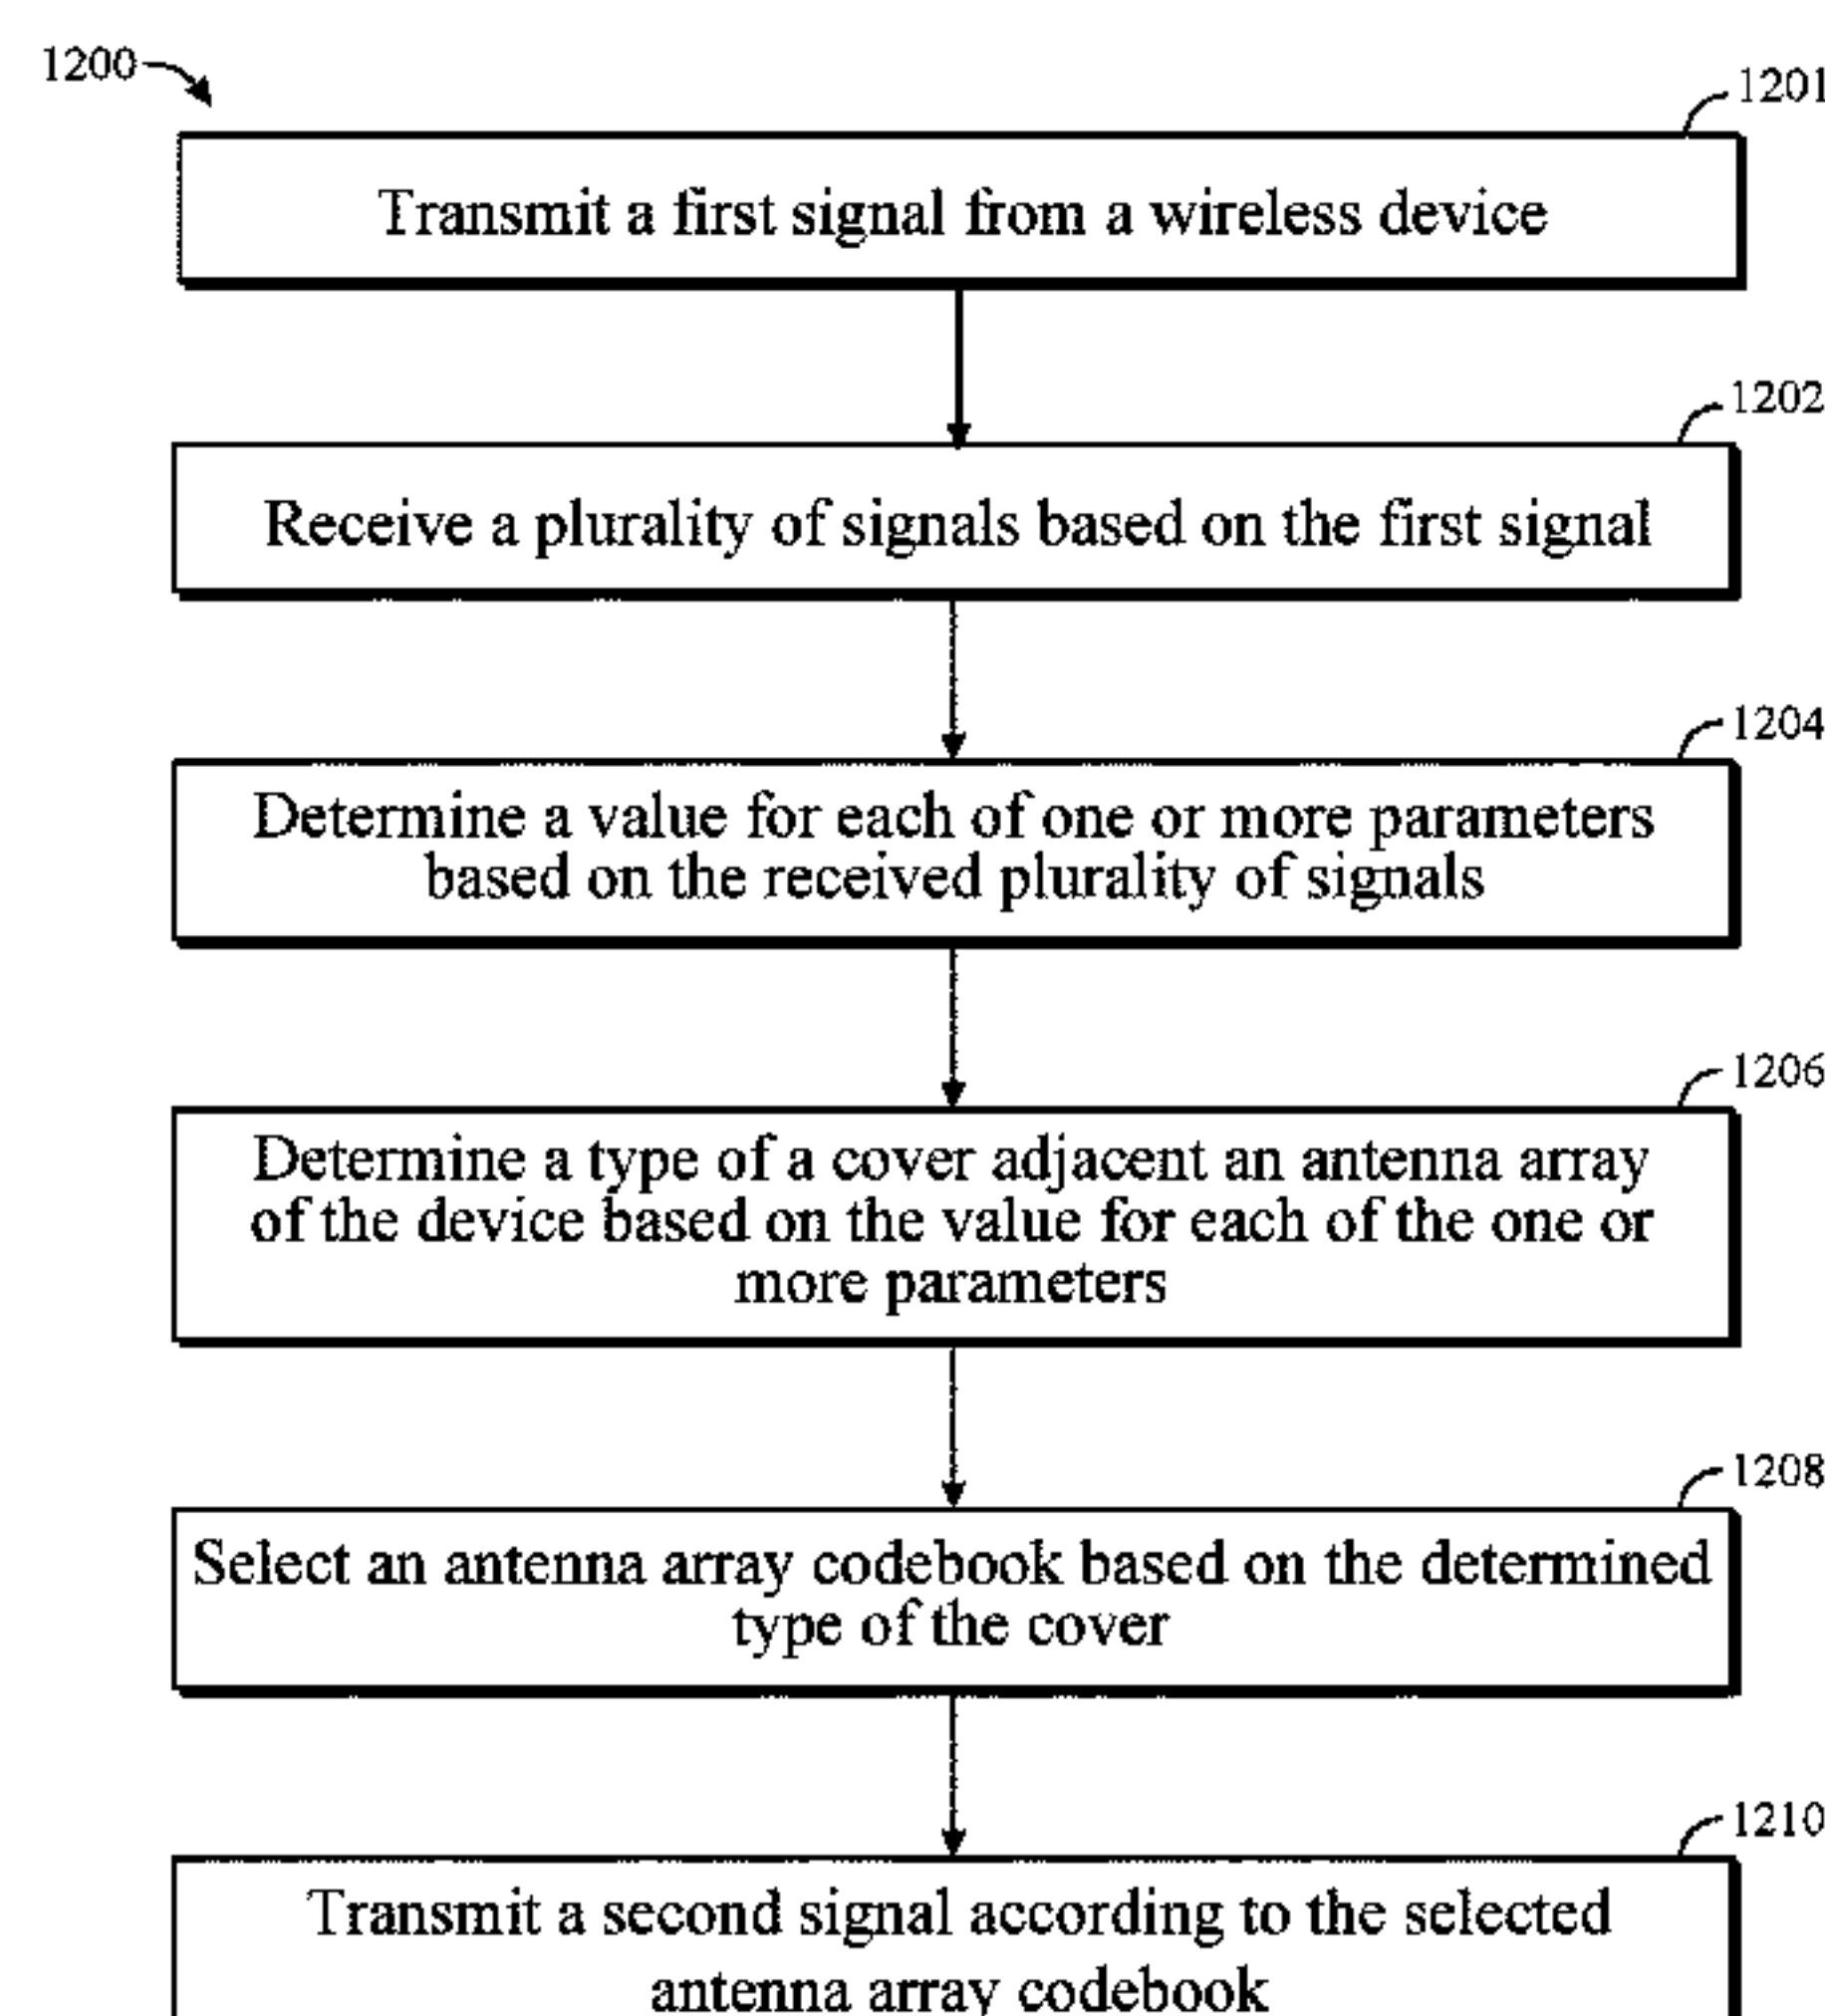 1200
1201
Transmit a first signal from a wireless device
1202
Receive a plurality of signals based on the first signal
1204
Determine a value for each of one or more parameters
based on the received plurality of signals
1206
Determine a type of a cover adjacent an antenna array
of the device based on the value for each of the one or
more parameters
1208
Select an antenna array codebook based on the determined
type of the cover
1210
Transmit a second signal according to the selected
antenna array codebook